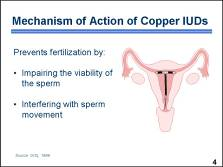 Mechanism of Action of Copper IUDs
Prevents fertilization by:
• Impairing the viability of
the sperm
• Interfering with sperm
movement
Source:
4